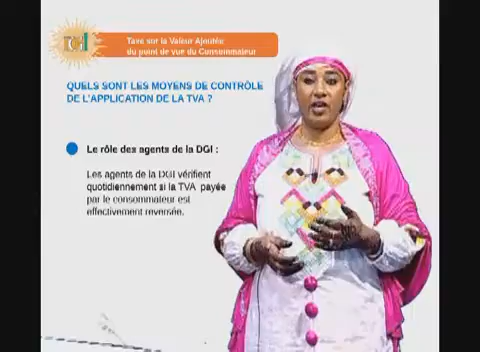 DGI
Taxe sur la Valeur Ajoutée
du point de vue du Consommateur
QUELS SONT LES MOYENS DE CONTRÔLE
DE L'APPLICATION DE LA TVA ?
Le rôle des agents de la DGI :
Les agents de la DGI vérifient
quotidiennement si la TVA payée
par le consommateur est
effectivement reversée.